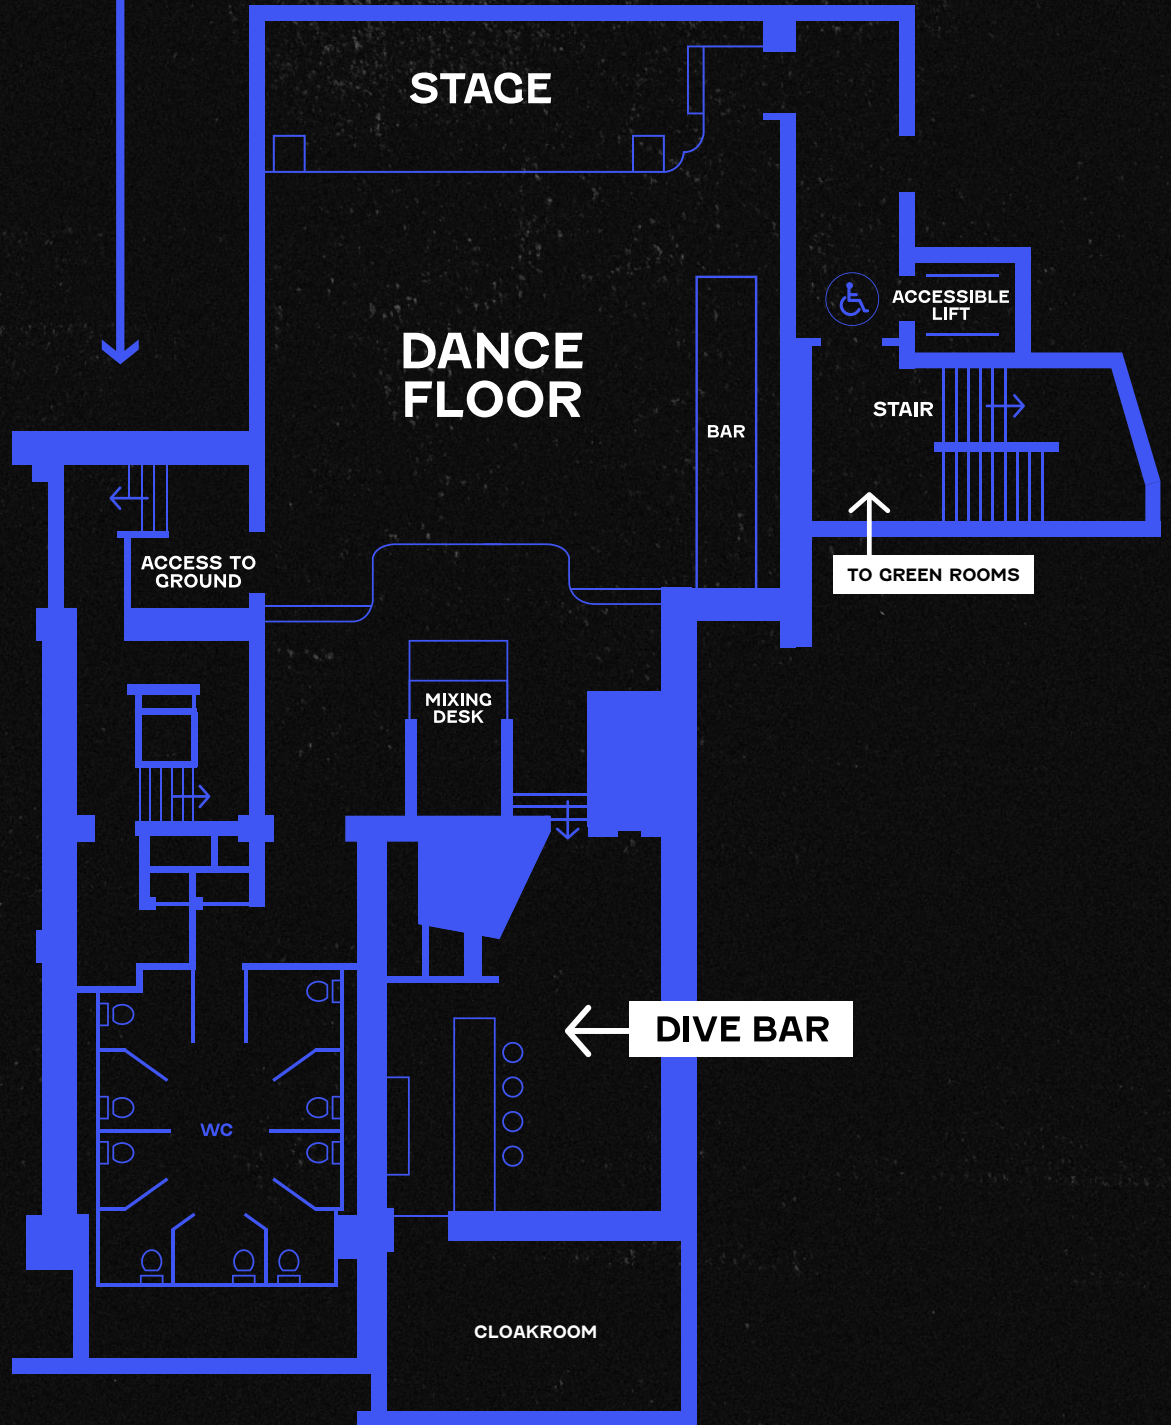 STAGE
DANCE
FLOOR
ACCESSIBLE
LIFT
STAIR
BAR
ACCESS TO
GROUND
TO GREEN ROOMS
MIXING
DESK
DIVE BAR
WC
CLOAKROOM